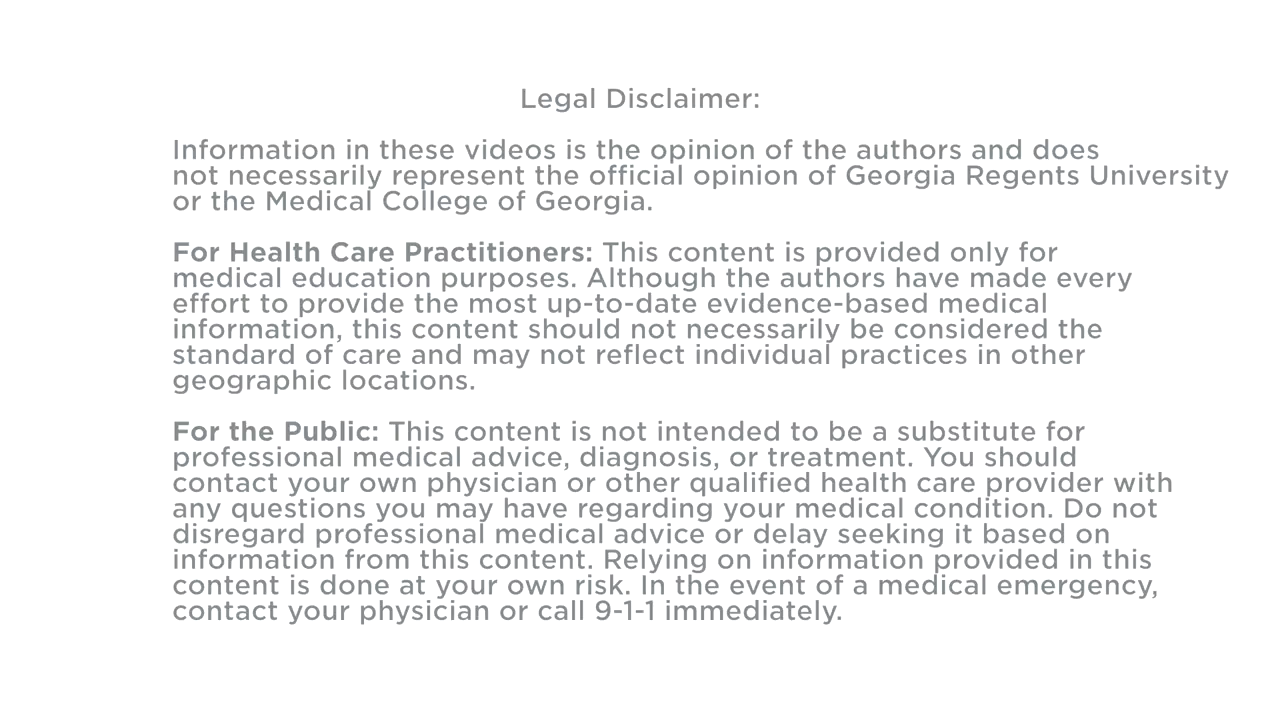 Legal Disclaimer:
Information in these videos is the opinion of the authors and does
not necessarily represent the official opinion of Georgia Regents University
or the Medical College of Georgia.
For Health Care Practitioners: This content is provided only for
medical education purposes. Although the authors have made every
effort to provide the most up-to-date evidence-based medical
information, this content should not necessarily be considered the
standard of care and may not reflect individual practices in other
geographic locations.
For the Public: This content is not intended to be a substitute for
professional medical advice, diagnosis, or treatment. You should
contact your own physician or other qualified health care provider with
any questions you may have regarding your medical condition. Do not
disregard professional medical advice or delay seeking it based on
information from this content. Relying on information provided in this
content is done at your own risk. In the event of a medical emergency,
contact your physician or call 9-1-1 immediately.